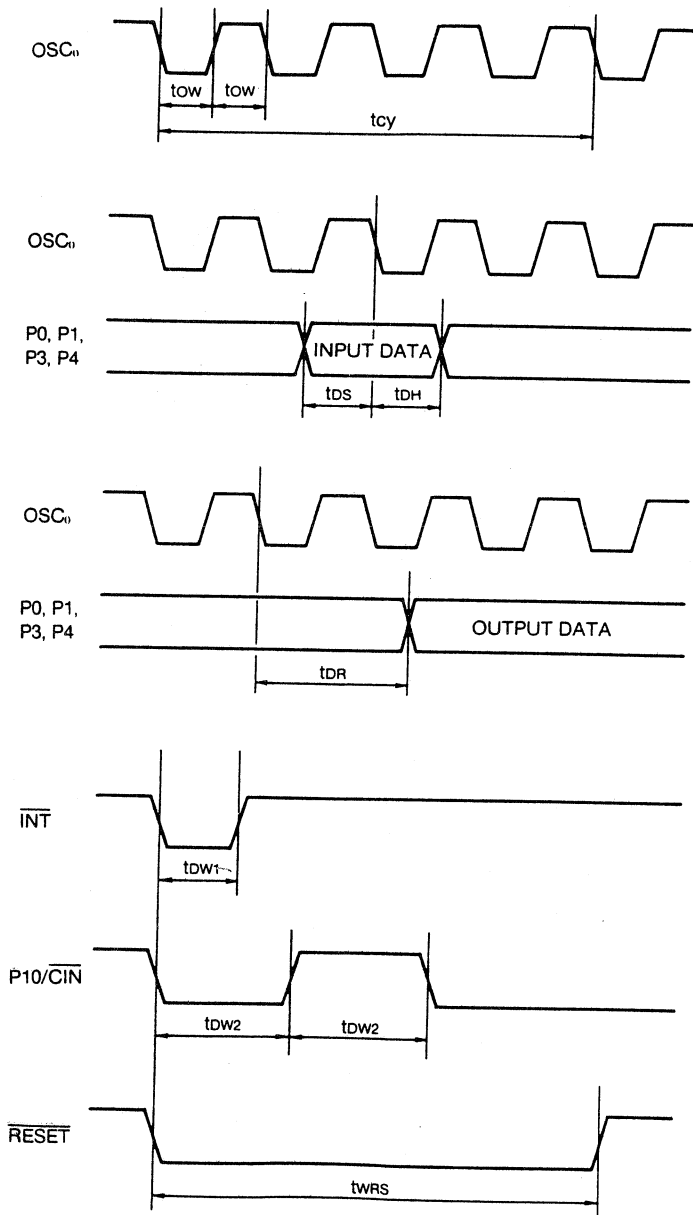 OSC₀
tOW tOW
tcy
OSC₀
P0, P1,
P3, P4
INPUT DATA
tDS tDH
OSC₀
P0, P1,
P3, P4
OUTPUT DATA
tDR
INT
tDW1
P10/CIN
tDW2 tDW2
RESET
tWRS